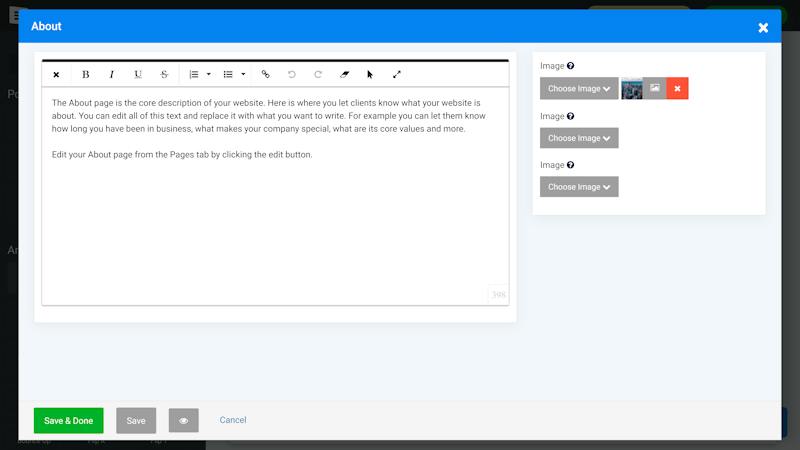 About
B I U S
The About page is the core description of your website. Here is where you let clients know what your website is
about. You can edit all of this text and replace it with what you want to write. For example you can let them know
how long you have been in business, what makes your company special, what are its core values and more.
Edit your About page from the Pages tab by clicking the edit button.
398
Image
Choose Image
Image
Choose Image
Image
Choose Image
Save & Done
Save
Cancel